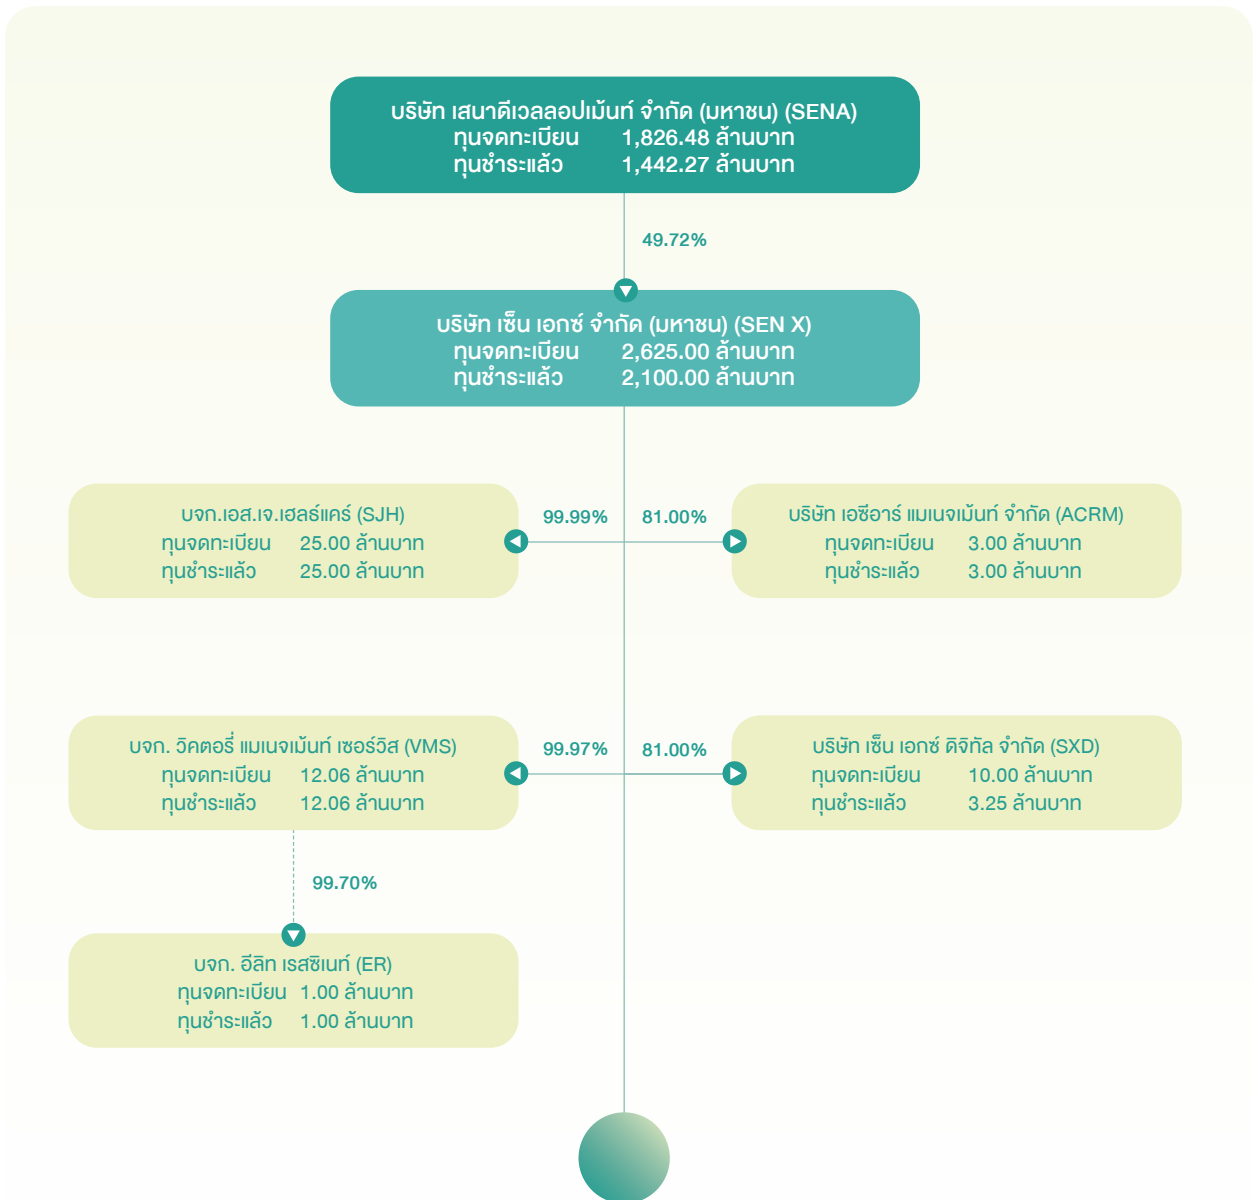 บริษัท เสนาดีเวลลอปเม้นท์ จำกัด (มหาชน) (SENA)
ทุนจดทะเบียน 1,826.48 ล้านบาท
ทุนชำระแล้ว 1,442.27 ล้านบาท
49.72%
บริษัท เซ็น เอกซ์ จำกัด (มหาชน) (SEN X)
ทุนจดทะเบียน 2,625.00 ล้านบาท
ทุนชำระแล้ว 2,100.00 ล้านบาท
บจก.เอส.เจ.เฮลธ์แคร์ (SJH)
ทุนจดทะเบียน 25.00 ล้านบาท
ทุนชำระแล้ว 25.00 ล้านบาท
99.99%
81.00%
บริษัท เอซีอาร์ แมเนจเม้นท์ จำกัด (ACRM)
ทุนจดทะเบียน 3.00 ล้านบาท
ทุนชำระแล้ว 3.00 ล้านบาท
บจก. วิคตอรี่ แมเนจเม้นท์ เซอร์วิส (VMS)
ทุนจดทะเบียน 12.06 ล้านบาท
ทุนชำระแล้ว 12.06 ล้านบาท
99.97%
81.00%
บริษัท เซ็น เอกซ์ ดิจิทัล จำกัด (SXD)
ทุนจดทะเบียน 10.00 ล้านบาท
ทุนชำระแล้ว 3.25 ล้านบาท
99.70%
บจก. อีลิท เรสซิเนท์ (ER)
ทุนจดทะเบียน 1.00 ล้านบาท
ทุนชำระแล้ว 1.00 ล้านบาท